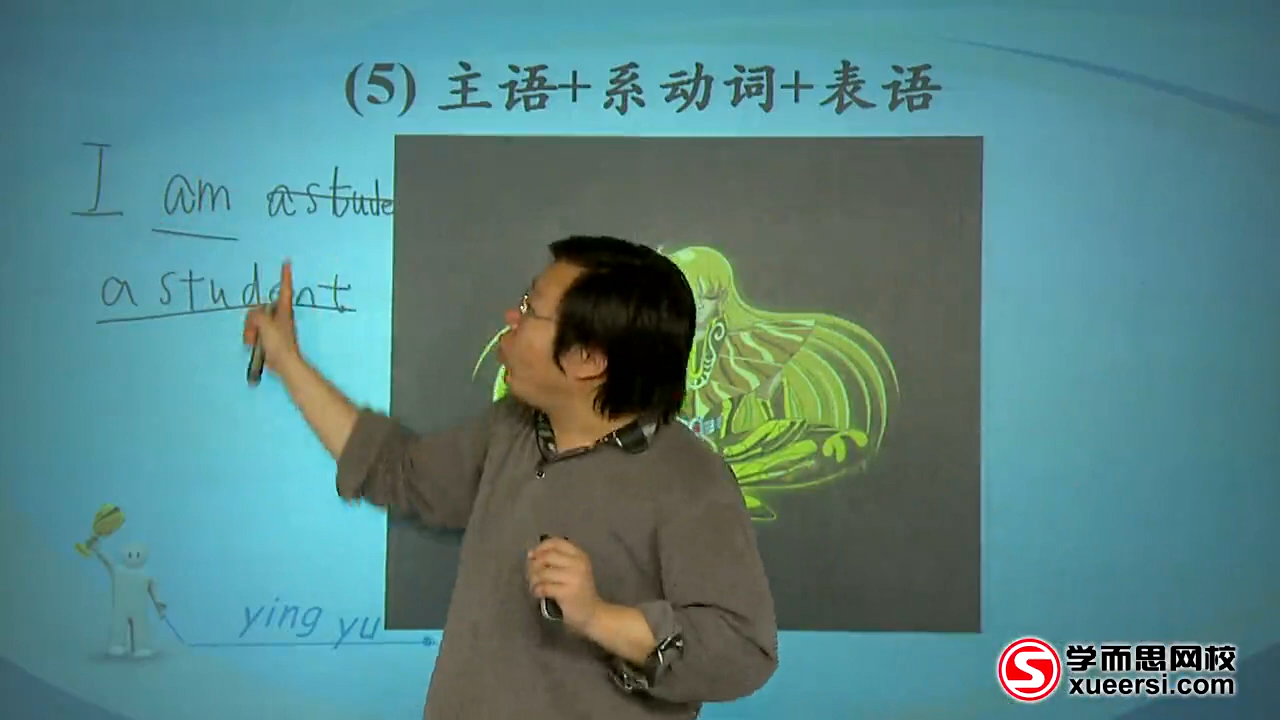 (5) 主语+系动词+表语
I am a stude
a student
ying yu
学而思网校
xueersi.com